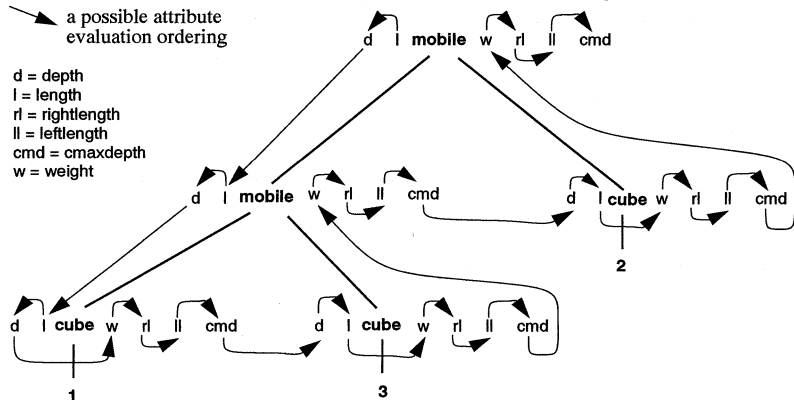 a possible attribute
evaluation ordering
d = depth
l = length
rl = rightlength
ll = leftlength
cmd = cmaxdepth
w = weight
d l mobile w rl ll cmd
d l mobile w rl ll cmd
d l cube w rl ll cmd
2
d l cube w rl ll cmd
d l cube w rl ll cmd
1
3